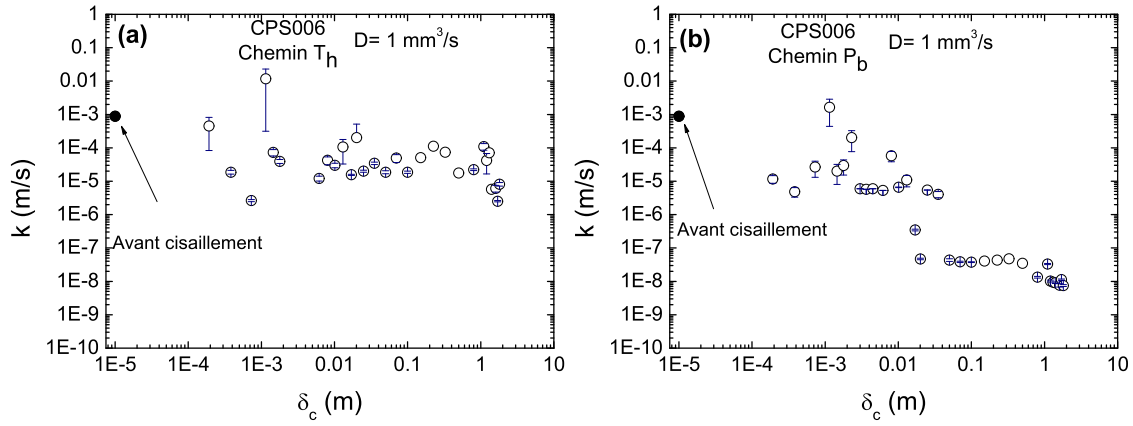 (a)
CPS006
Chemin T_h
D= 1 mm³/s
1
0.1
0.01
1E-3
1E-4
1E-5
1E-6
1E-7
1E-8
1E-9
1E-10
k (m/s)
Avant cisaillement
1E-5 1E-4 1E-3 0.01 0.1 1 10
δ_c (m)
(b)
CPS006
Chemin P_b
D= 1 mm³/s
1
0.1
0.01
1E-3
1E-4
1E-5
1E-6
1E-7
1E-8
1E-9
1E-10
k (m/s)
Avant cisaillement
1E-5 1E-4 1E-3 0.01 0.1 1 10
δ_c (m)